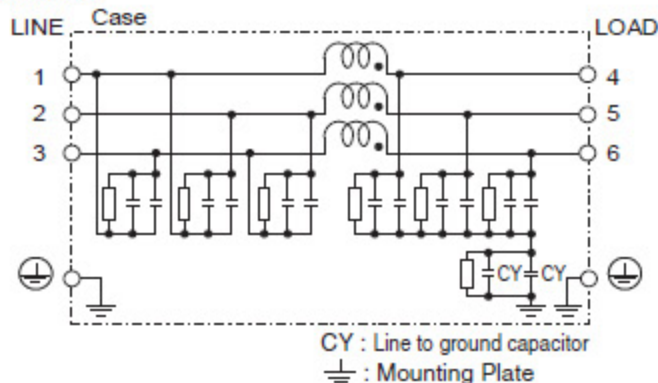 Case
LINE LOAD
1 4
2 5
3 6
CY CY
CY : Line to ground capacitor
: Mounting Plate